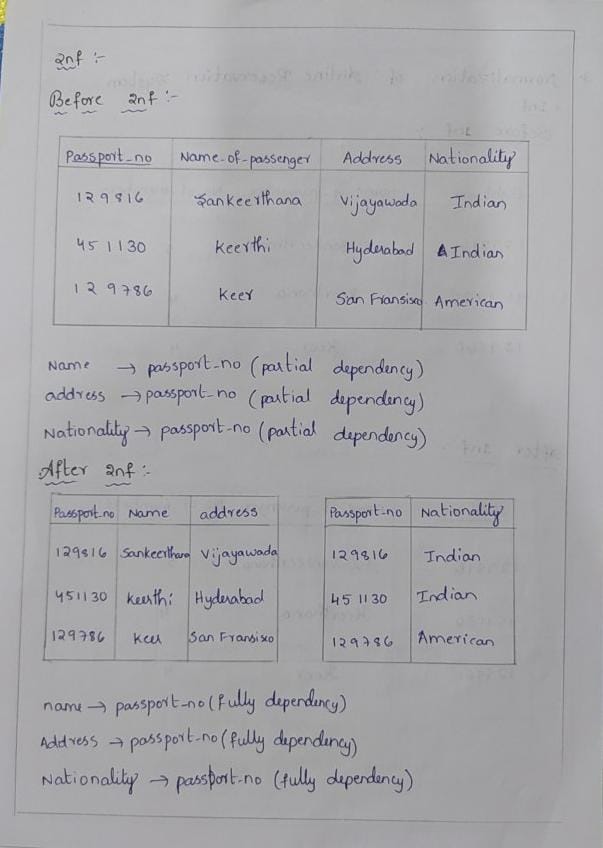 2nf :-
Before 2nf :-
Passport-no Name-of-passenger Address Nationality
129816 Sankeerthana Vijayawada Indian
451130 Keerthi Hyderabad Indian
129786 Keer San Fransisco American
Name → passport-no (partial dependency)
address → passport-no (partial dependency)
Nationality → passport-no (partial dependency)
After 2nf :-
Passport-no Name address Passport-no Nationality
129816 Sankeerthana Vijayawada 129816 Indian
451130 Keerthi Hyderabad 451130 Indian
129786 Keer San Fransisco 129786 American
name → passport-no (fully dependency)
Address → passport-no (fully dependency)
Nationality → passport-no (fully dependency)